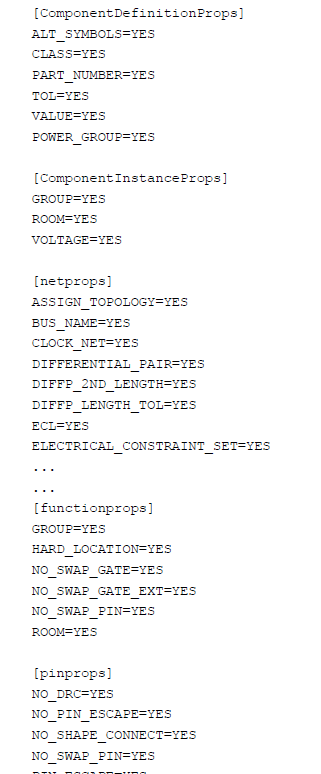 [ComponentDefinitionProps]
ALT_SYMBOLS=YES
CLASS=YES
PART_NUMBER=YES
TOL=YES
VALUE=YES
POWER_GROUP=YES
[ComponentInstanceProps]
GROUP=YES
ROOM=YES
VOLTAGE=YES
[netprops]
ASSIGN_TOPOLOGY=YES
BUS_NAME=YES
CLOCK_NET=YES
DIFFERENTIAL_PAIR=YES
DIFFP_2ND_LENGTH=YES
DIFFP_LENGTH_TOL=YES
ECL=YES
ELECTRICAL_CONSTRAINT_SET=YES
...
...
[functionprops]
GROUP=YES
HARD_LOCATION=YES
NO_SWAP_GATE=YES
NO_SWAP_GATE_EXT=YES
NO_SWAP_PIN=YES
ROOM=YES
[pinprops]
NO_DRC=YES
NO_PIN_ESCAPE=YES
NO_SHAPE_CONNECT=YES
NO_SWAP_PIN=YES
PIN_ESCAPE=YES